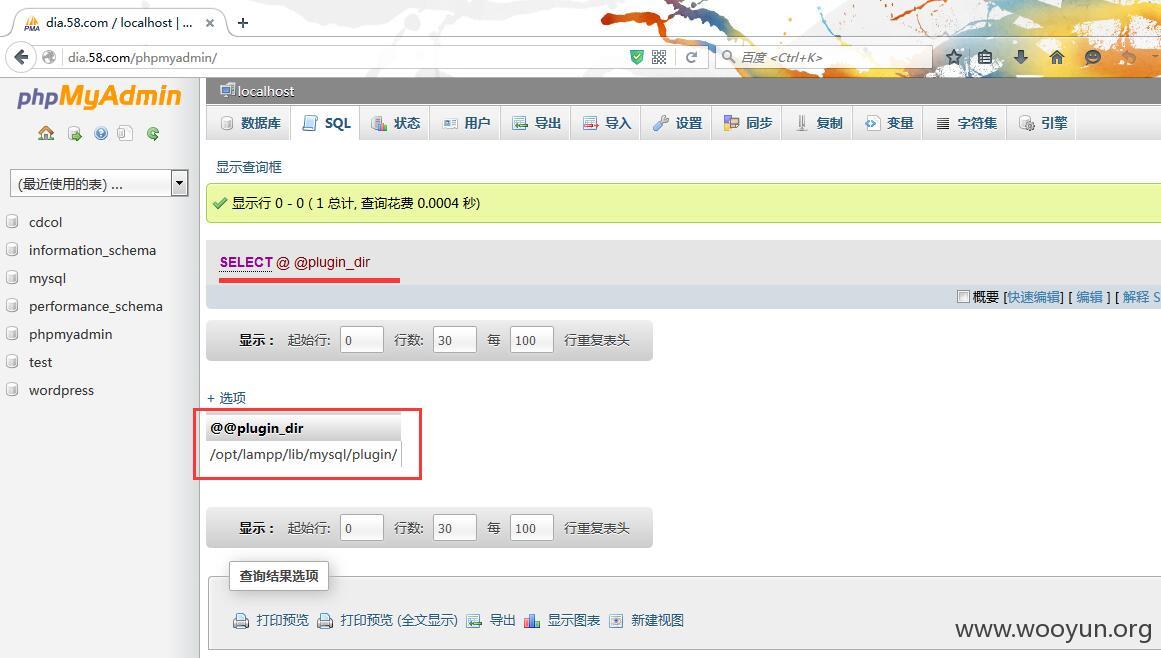 dia.58.com / localhost | ...
dia.58.com/phpmyadmin/
百度 <Ctrl+K>
phpMyAdmin
(最近使用的表) ...
cdcol
information_schema
mysql
performance_schema
phpmyadmin
test
wordpress
localhost
数据库 SQL 状态 用户 导出 导入 设置 同步 复制 变量 字符集 引擎
显示查询框
显示行 0 - 0 ( 1 总计, 查询花费 0.0004 秒)
SELECT @ @plugin_dir
概要 [快速编辑] [ 编辑 ] [ 解释 S
显示 : 起始行: 0 行数: 30 每 100 行重复表头
+ 选项
@@plugin_dir
/opt/lampp/lib/mysql/plugin/
显示 : 起始行: 0 行数: 30 每 100 行重复表头
查询结果选项
打印预览 打印预览 (全文显示) 导出 显示图表 新建视图
www.wooyun.org